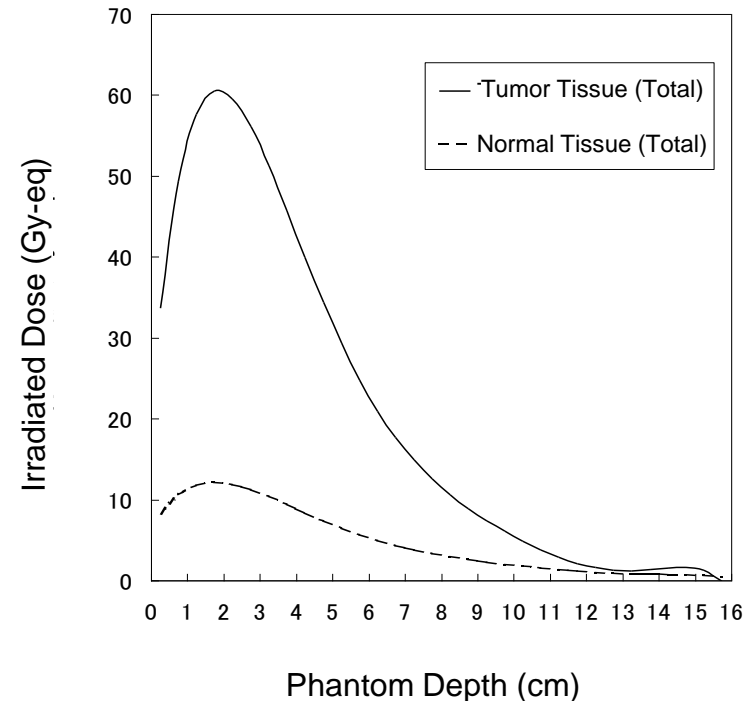 70
60
50
40
30
20
10
0
Irradiated Dose (Gy-eq)
Tumor Tissue (Total)
Normal Tissue (Total)
0 1 2 3 4 5 6 7 8 9 10 11 12 13 14 15 16
Phantom Depth (cm)